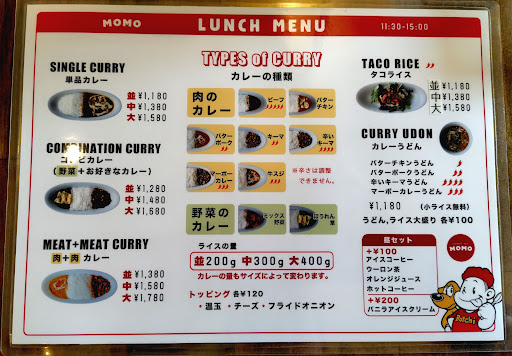 MOMO
LUNCH MENU
11:30-15:00
SINGLE CURRY
単品カレー
並 ¥1,180
中 ¥1,380
大 ¥1,580
COMBINATION CURRY
コンビカレー
(野菜+お好きなカレー)
並 ¥1,280
中 ¥1,480
大 ¥1,680
MEAT+MEAT CURRY
肉+肉 カレー
並 ¥1,380
中 ¥1,580
大 ¥1,780
TYPES of CURRY
カレーの種類
肉の
カレー
ビーフ
バター
チキン
バター
ポーク
キーマ
辛い
キーマ
マーボー
カレー
牛スジ
※辛さは調整
できません。
野菜の
カレー
ミックス
野菜
ほうれん
草
ライスの量
並200g 中300g 大400g
カレーの量もサイズによって変わります。
トッピング 各¥120
・温玉 ・チーズ ・フライドオニオン
TACO RICE
タコライス
並 ¥1,180
中 ¥1,380
大 ¥1,580
CURRY UDON
カレーうどん
バターチキンうどん
バターポークうどん
辛いキーマうどん
マーボーカレーうどん
¥1,180 (小ライス無料)
うどん,ライス大盛り 各¥100
昼セット
+¥100
アイスコーヒー
ウーロン茶
オレンジジュース
ホットコーヒー
+¥200
バニラアイスクリーム
MOMO